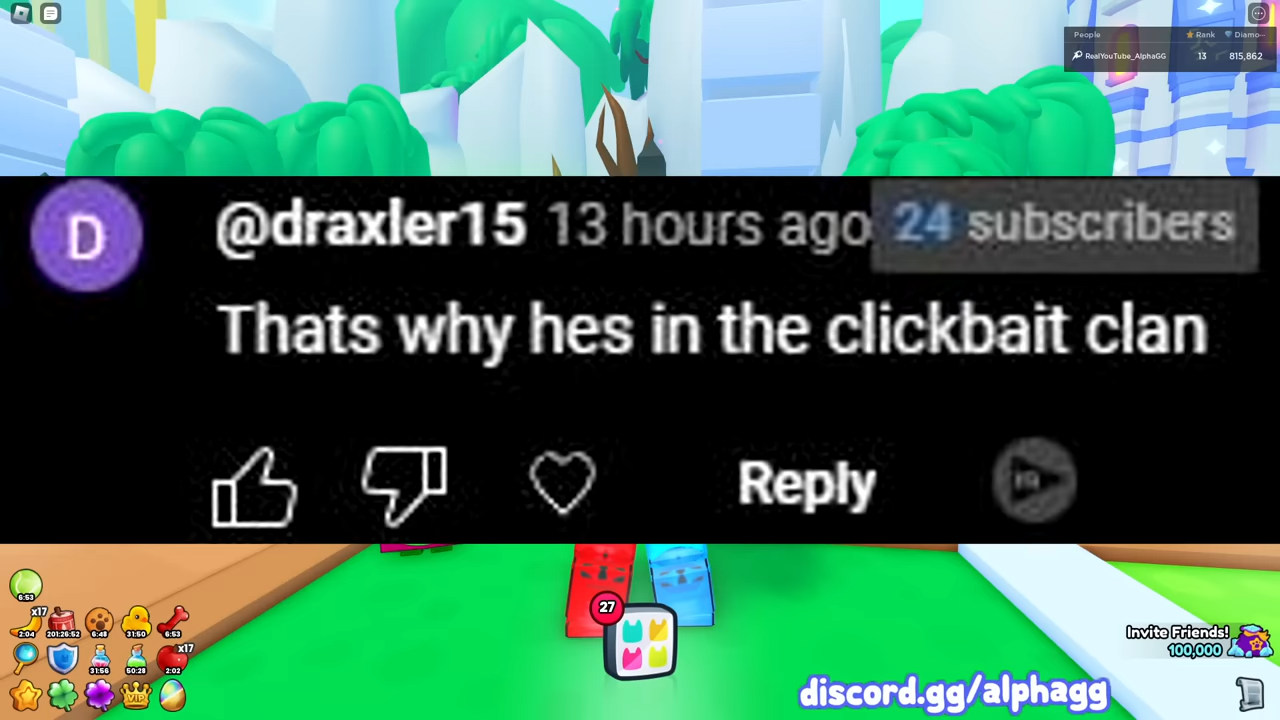 People Rank Diamo...
RealYouTube_AlphaGG 13 815,862
D @draxler15 13 hours ago 24 subscribers
Thats why hes in the clickbait clan
Reply
27
6:53
x17 x17
2:04 201:26:52 6:48 31:50 6:53
31:56 50:28 2:02
VIP
Invite Friends!
100,000
discord.gg/alphagg